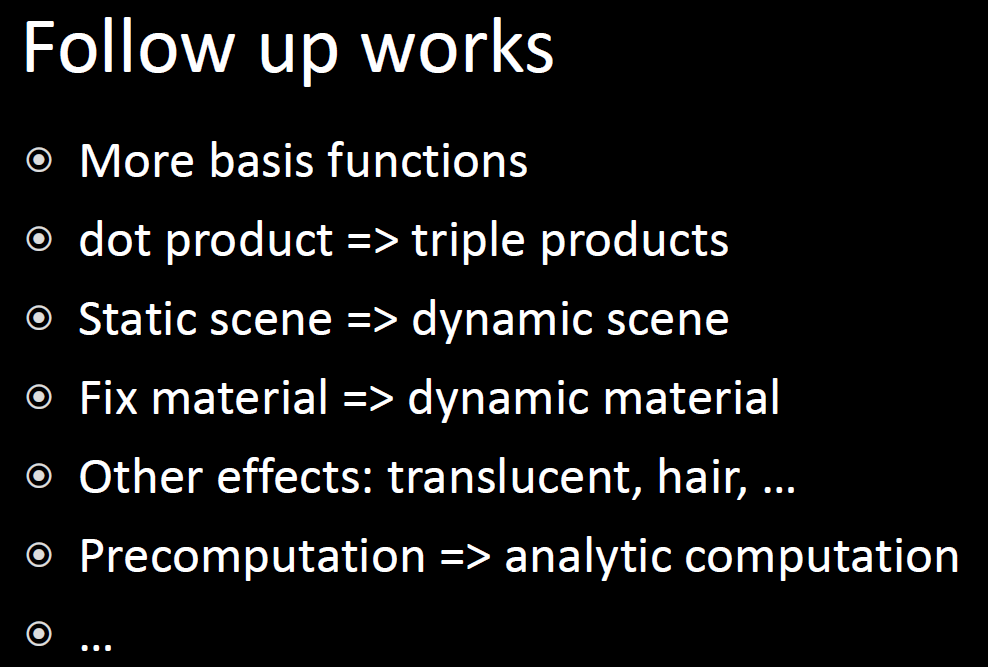 Follow up works
More basis functions
dot product => triple products
Static scene => dynamic scene
Fix material => dynamic material
Other effects: translucent, hair, ...
Precomputation => analytic computation
...